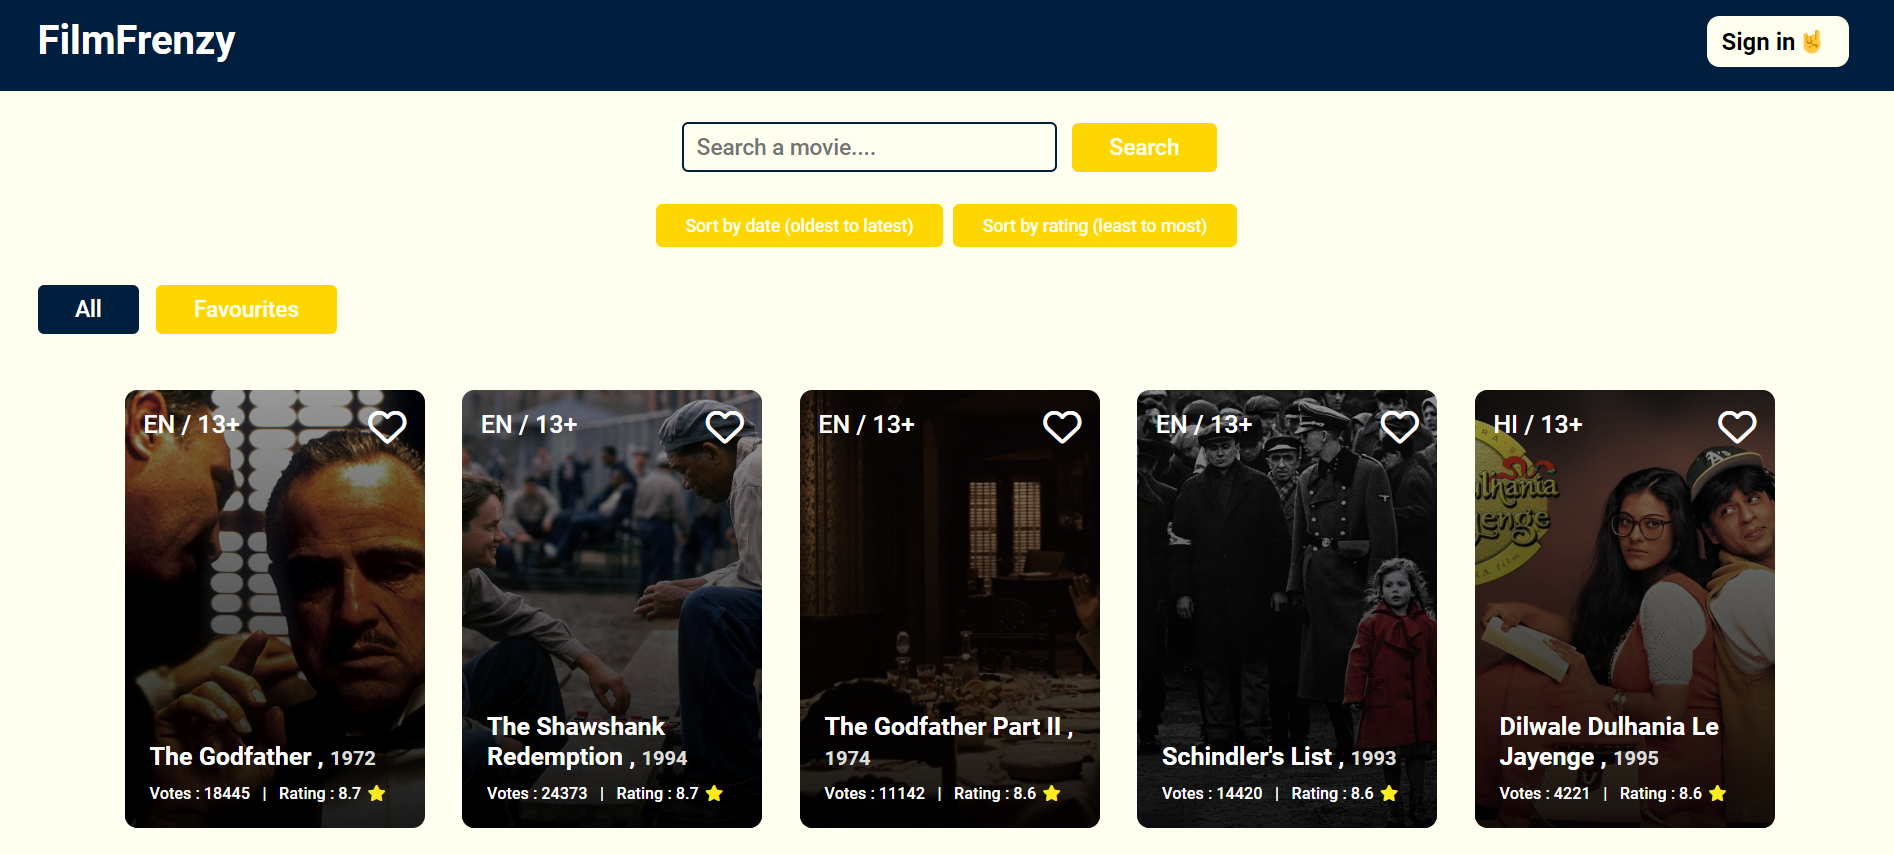 FilmFrenzy
Sign in🤘
Search a movie....
Search
Sort by date (oldest to latest)
Sort by rating (least to most)
All
Favourites
EN / 13+
The Godfather , 1972
Votes : 18445 | Rating : 8.7
EN / 13+
The Shawshank
Redemption , 1994
Votes : 24373 | Rating : 8.7
EN / 13+
The Godfather Part II ,
1974
Votes : 11142 | Rating : 8.6
EN / 13+
Schindler's List , 1993
Votes : 14420 | Rating : 8.6
HI / 13+
Dilwale Dulhania Le
Jayenge , 1995
Votes : 4221 | Rating : 8.6